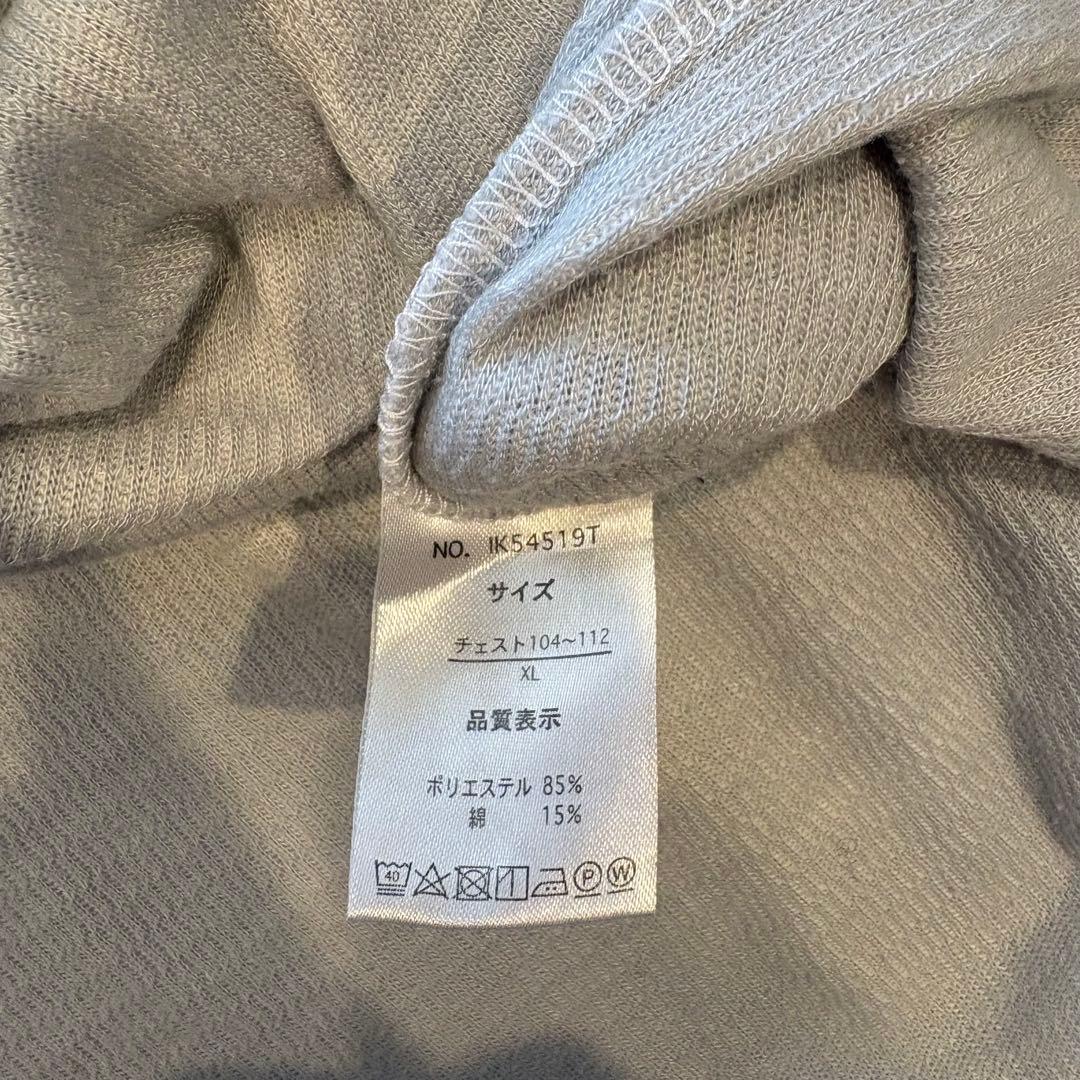 NO. IK54519T
サイズ
チェスト104~112
XL
品質表示
ポリエステル 85%
綿 15%
40 P W